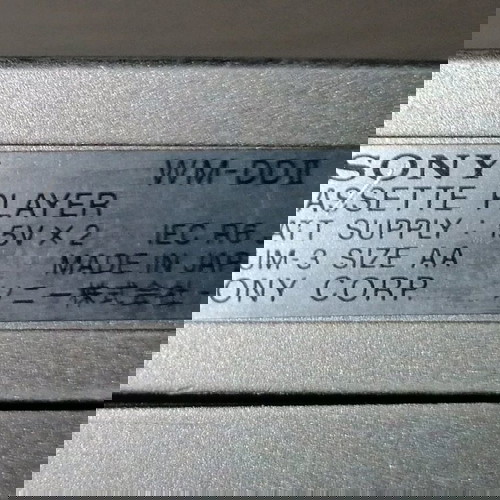 WM-DDII SONY
CASSETTE PLAYER
SUPPLY 1.5V×2 IEC R6
MADE IN JAP
UM-3 SIZE AA
ソニー株式会社 SONY CORP.